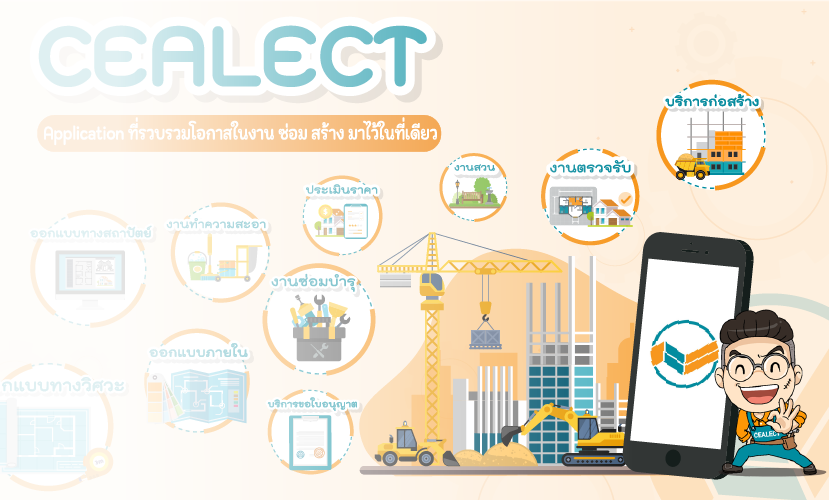 CEALECT
Application ที่รวบรวมโอกาสในงาน ซ่อม สร้าง มาไว้ในที่เดียว
บริการก่อสร้าง
งานสวน
งานตรวจรับ
ประเมินราคา
งานทำความสะอา
ออกแบบทางสถาปัตย์
งานซ่อมบำรุ
ออกแบบภายใน
กแบบทางวิศวะ
บริการขอใบอนุญาต
CEALECT